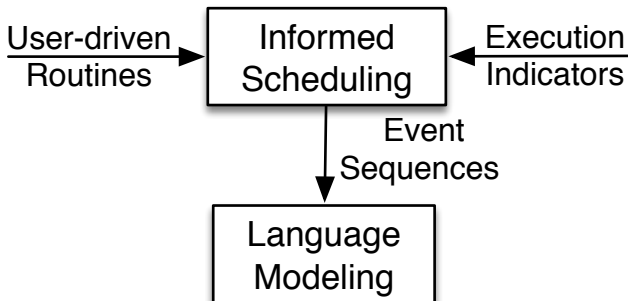 User-driven
Routines
Informed
Scheduling
Execution
Indicators
Event
Sequences
Language
Modeling